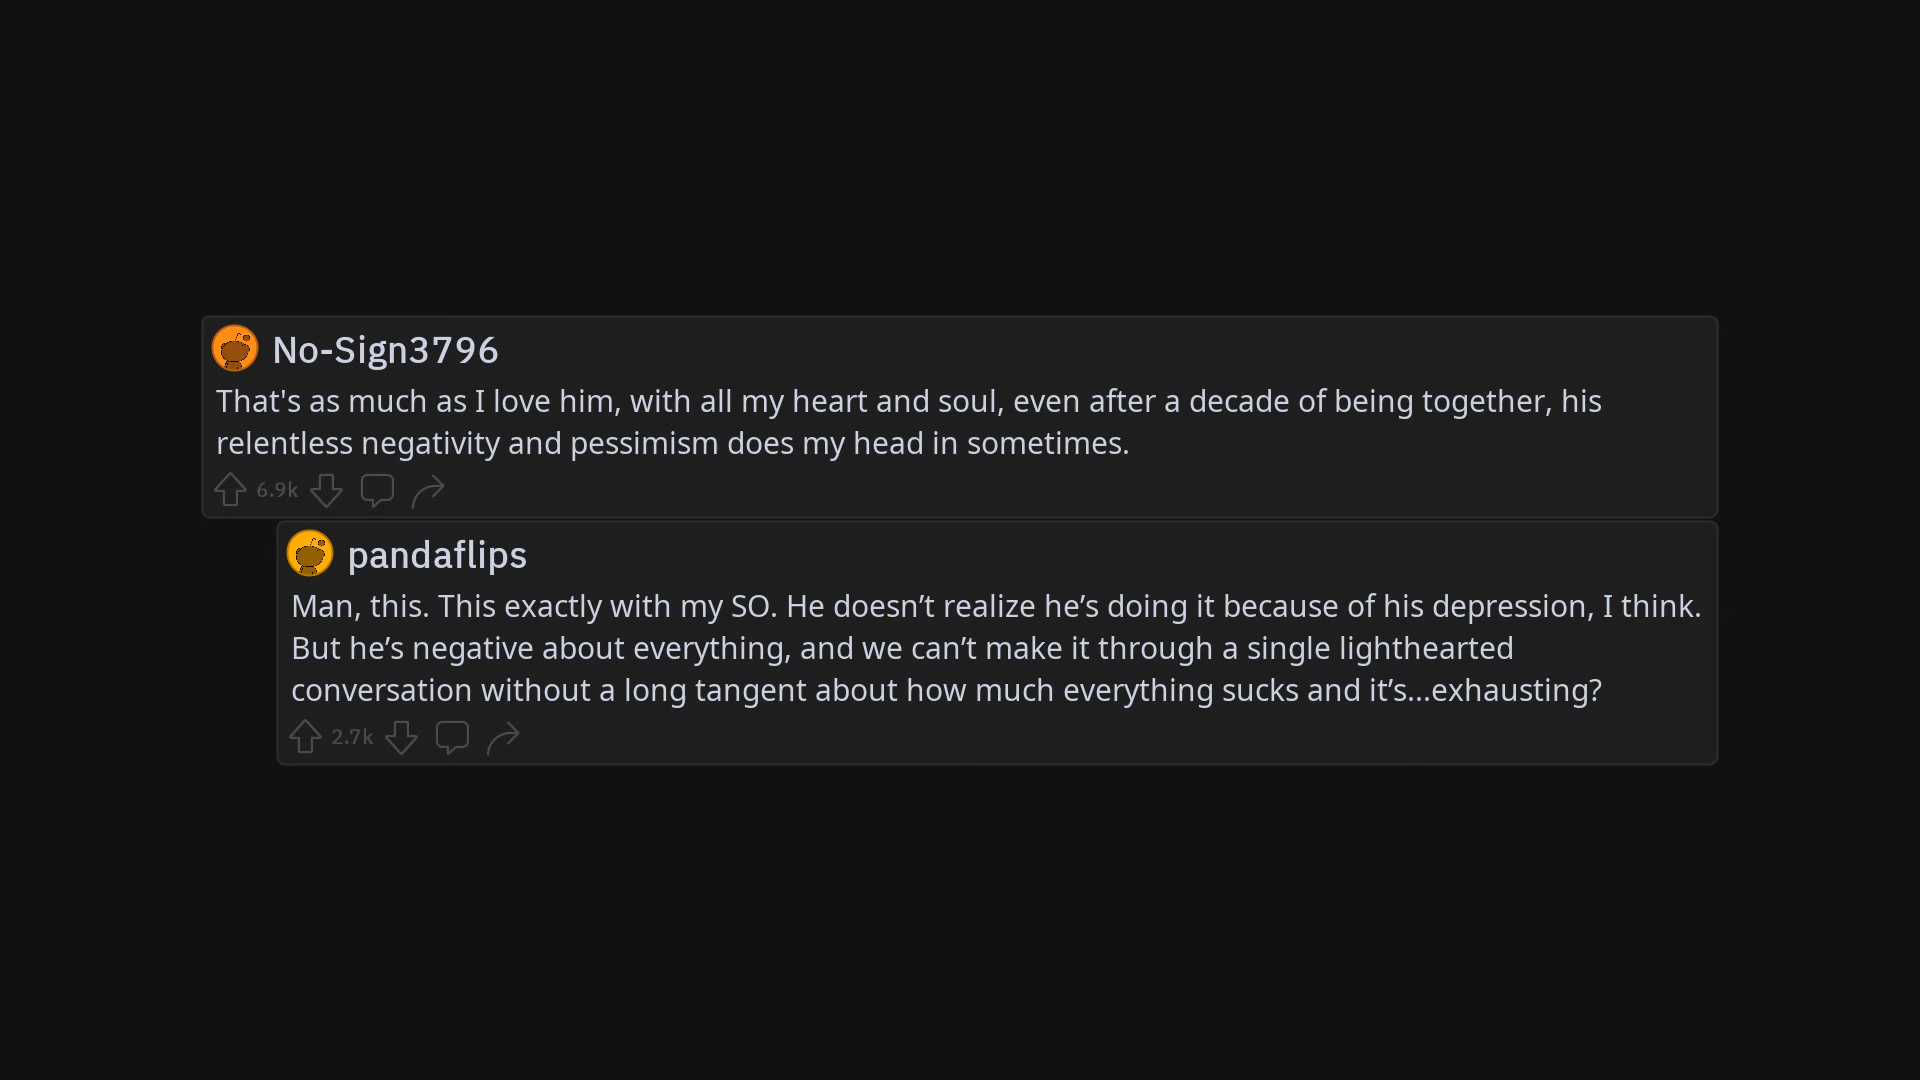 No-Sign3796
That's as much as I love him, with all my heart and soul, even after a decade of being together, his
relentless negativity and pessimism does my head in sometimes.
6.9k
pandaflips
Man, this. This exactly with my SO. He doesn’t realize he’s doing it because of his depression, I think.
But he’s negative about everything, and we can’t make it through a single lighthearted
conversation without a long tangent about how much everything sucks and it’s...exhausting?
2.7k